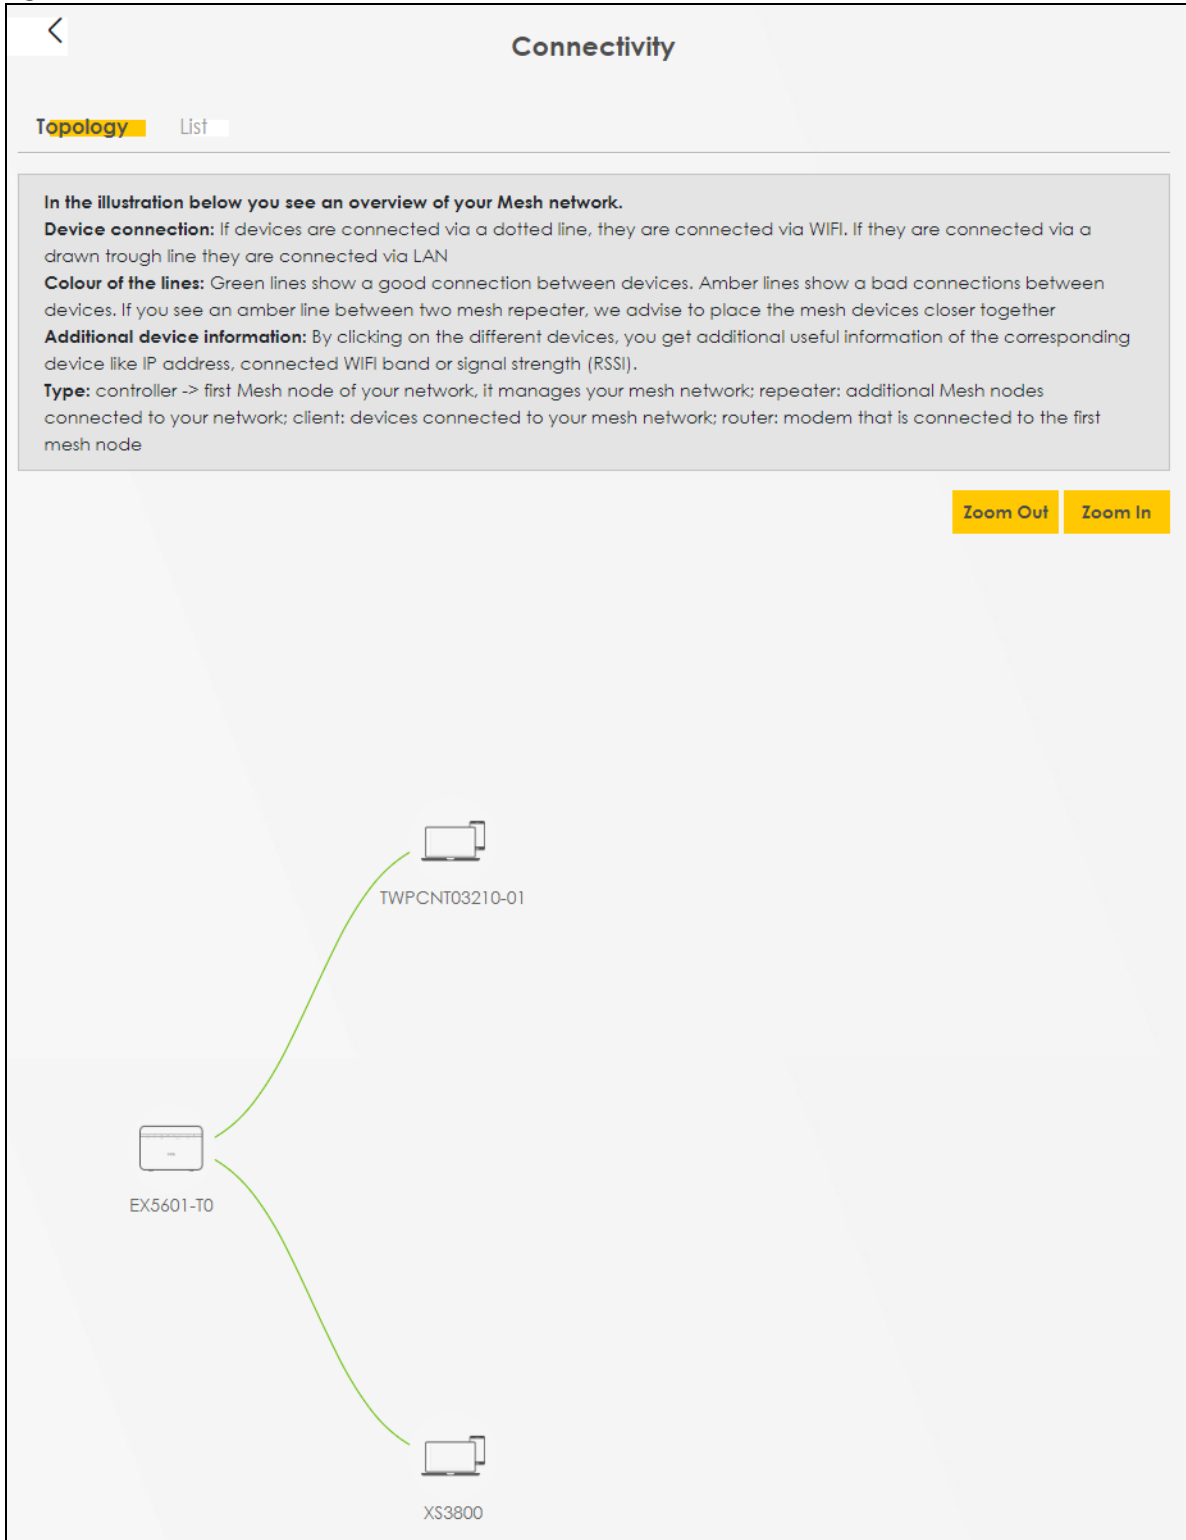 Connectivity
Topology
List
In the illustration below you see an overview of your Mesh network.
Device connection: If devices are connected via a dotted line, they are connected via WIFI. If they are connected via a
drawn trough line they are connected via LAN
Colour of the lines: Green lines show a good connection between devices. Amber lines show a bad connections between
devices. If you see an amber line between two mesh repeater, we advise to place the mesh devices closer together
Additional device information: By clicking on the different devices, you get additional useful information of the corresponding
device like IP address, connected WIFI band or signal strength (RSSI).
Type: controller -> first Mesh node of your network, it manages your mesh network; repeater: additional Mesh nodes
connected to your network; client: devices connected to your mesh network; router: modem that is connected to the first
mesh node
Zoom Out
Zoom In
TWPCNT03210-01
EX5601-T0
XS3800